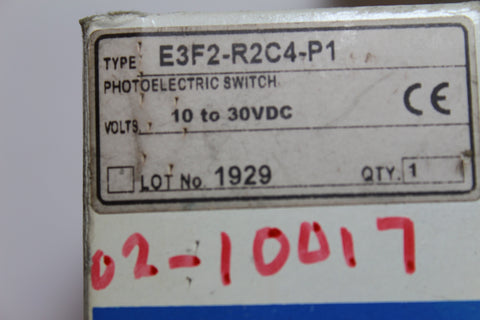 TYPE E3F2-R2C4-P1
PHOTOELECTRIC SWITCH
VOLTS 10 to 30VDC
CE
LOT No 1929 QTY. 1
02-10017